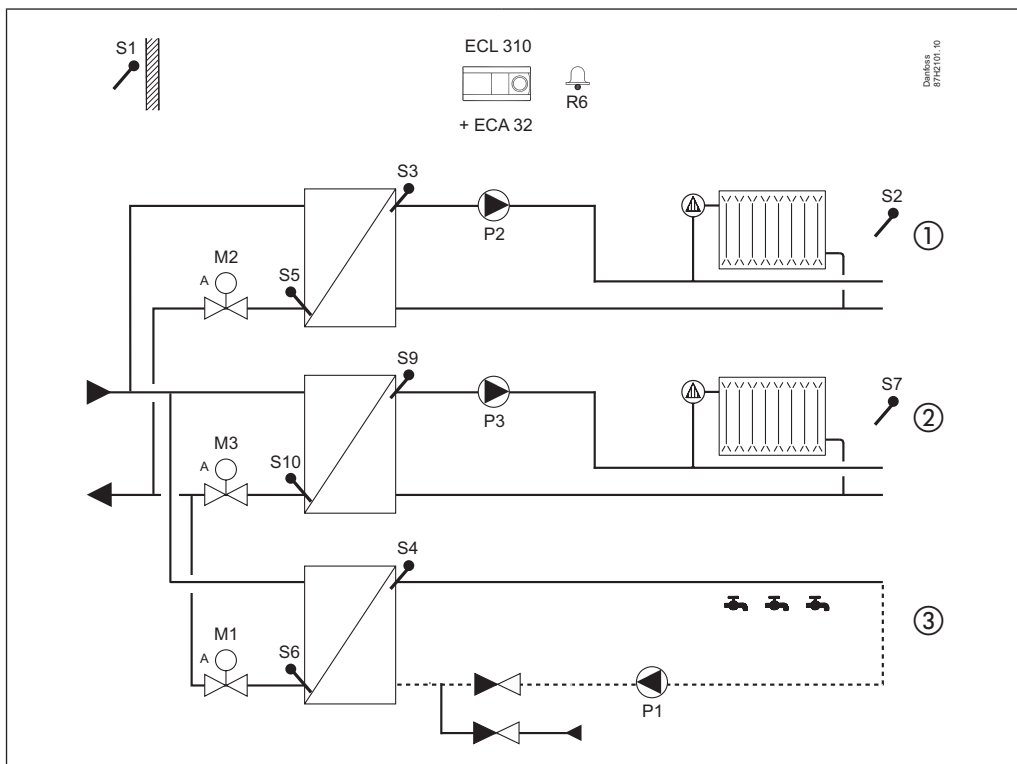 S1
ECL 310
R6
+ ECA 32
Danfoss
87H2101.10
S3
P2
S2
1
M2
A
S5
S9
P3
S7
2
M3
A
S10
S4
3
M1
A
S6
P1